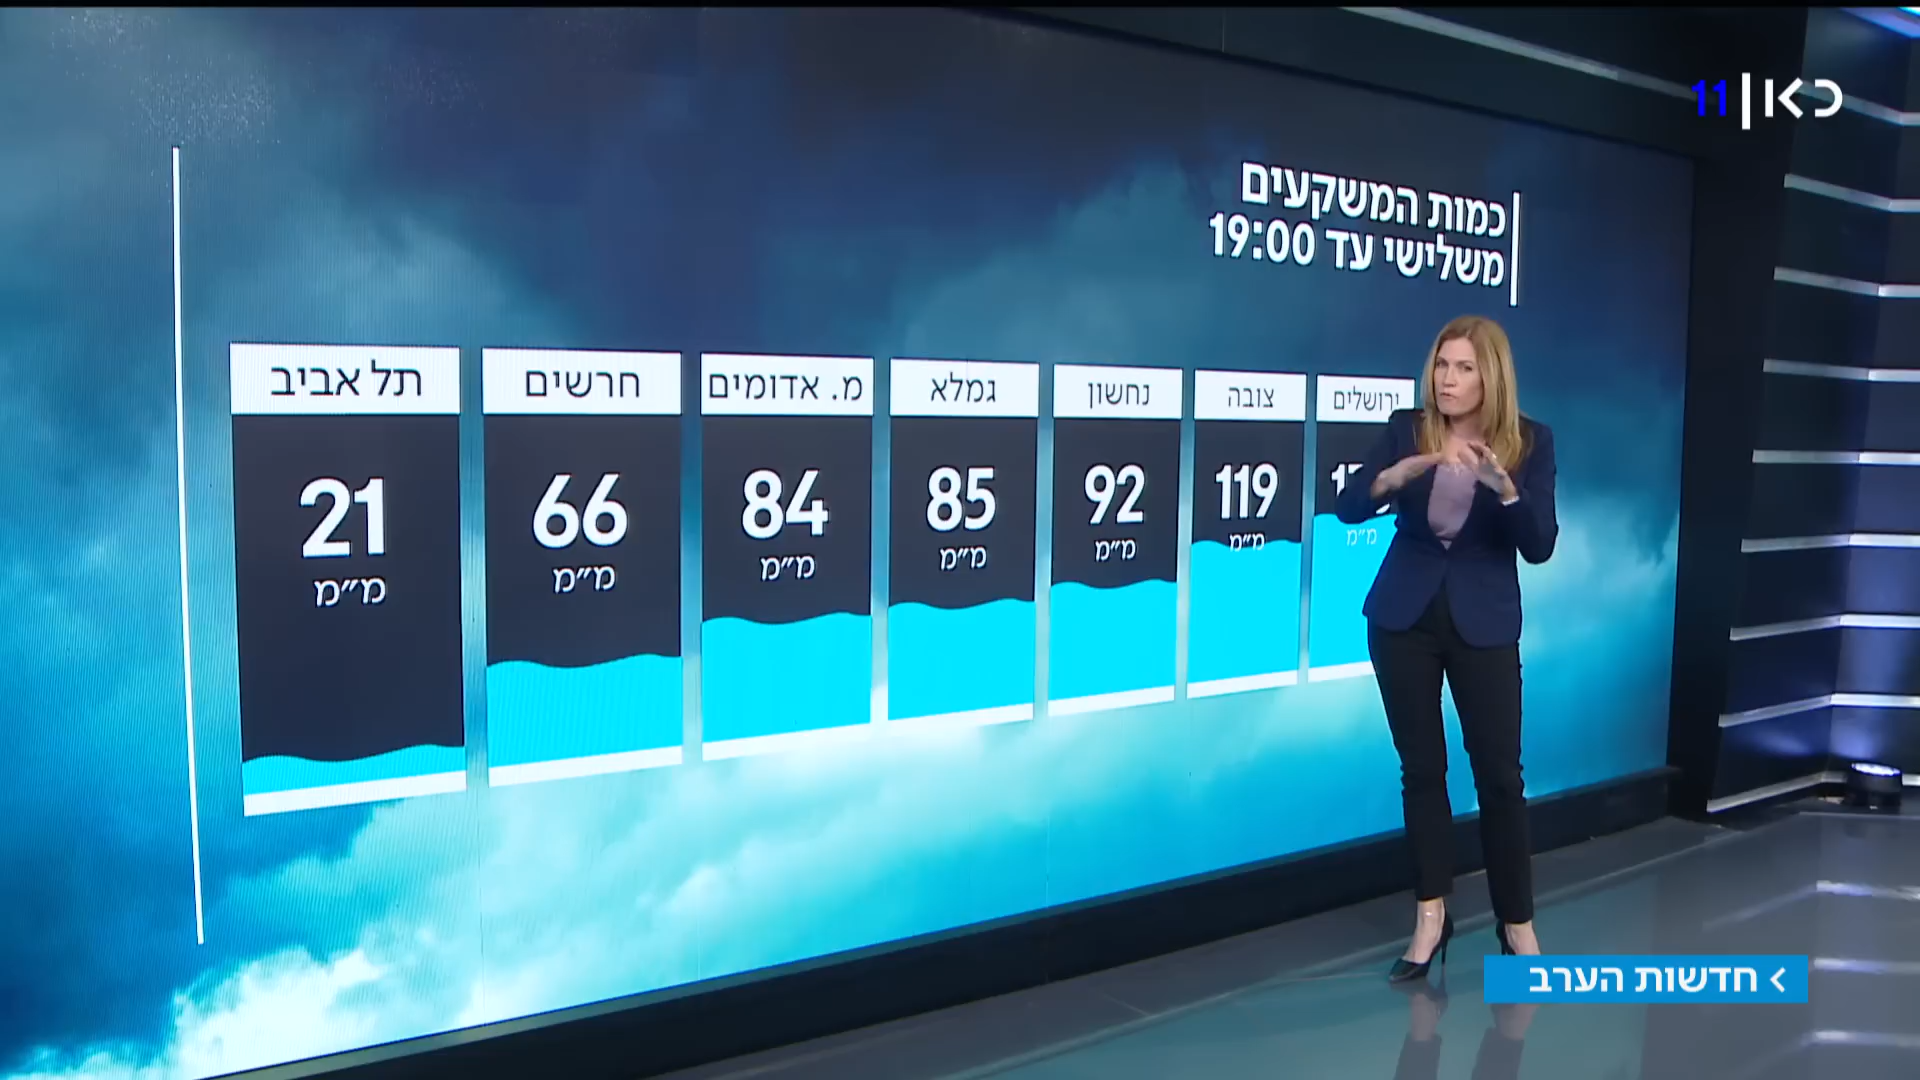 כאן 11
כמות המשקעים
משלישי עד 19:00
ירושלים
מ״מ
צובה
119
מ״מ
נחשון
92
מ״מ
גמלא
85
מ״מ
מ. אדומים
84
מ״מ
חרשים
66
מ״מ
תל אביב
21
מ״מ
חדשות הערב